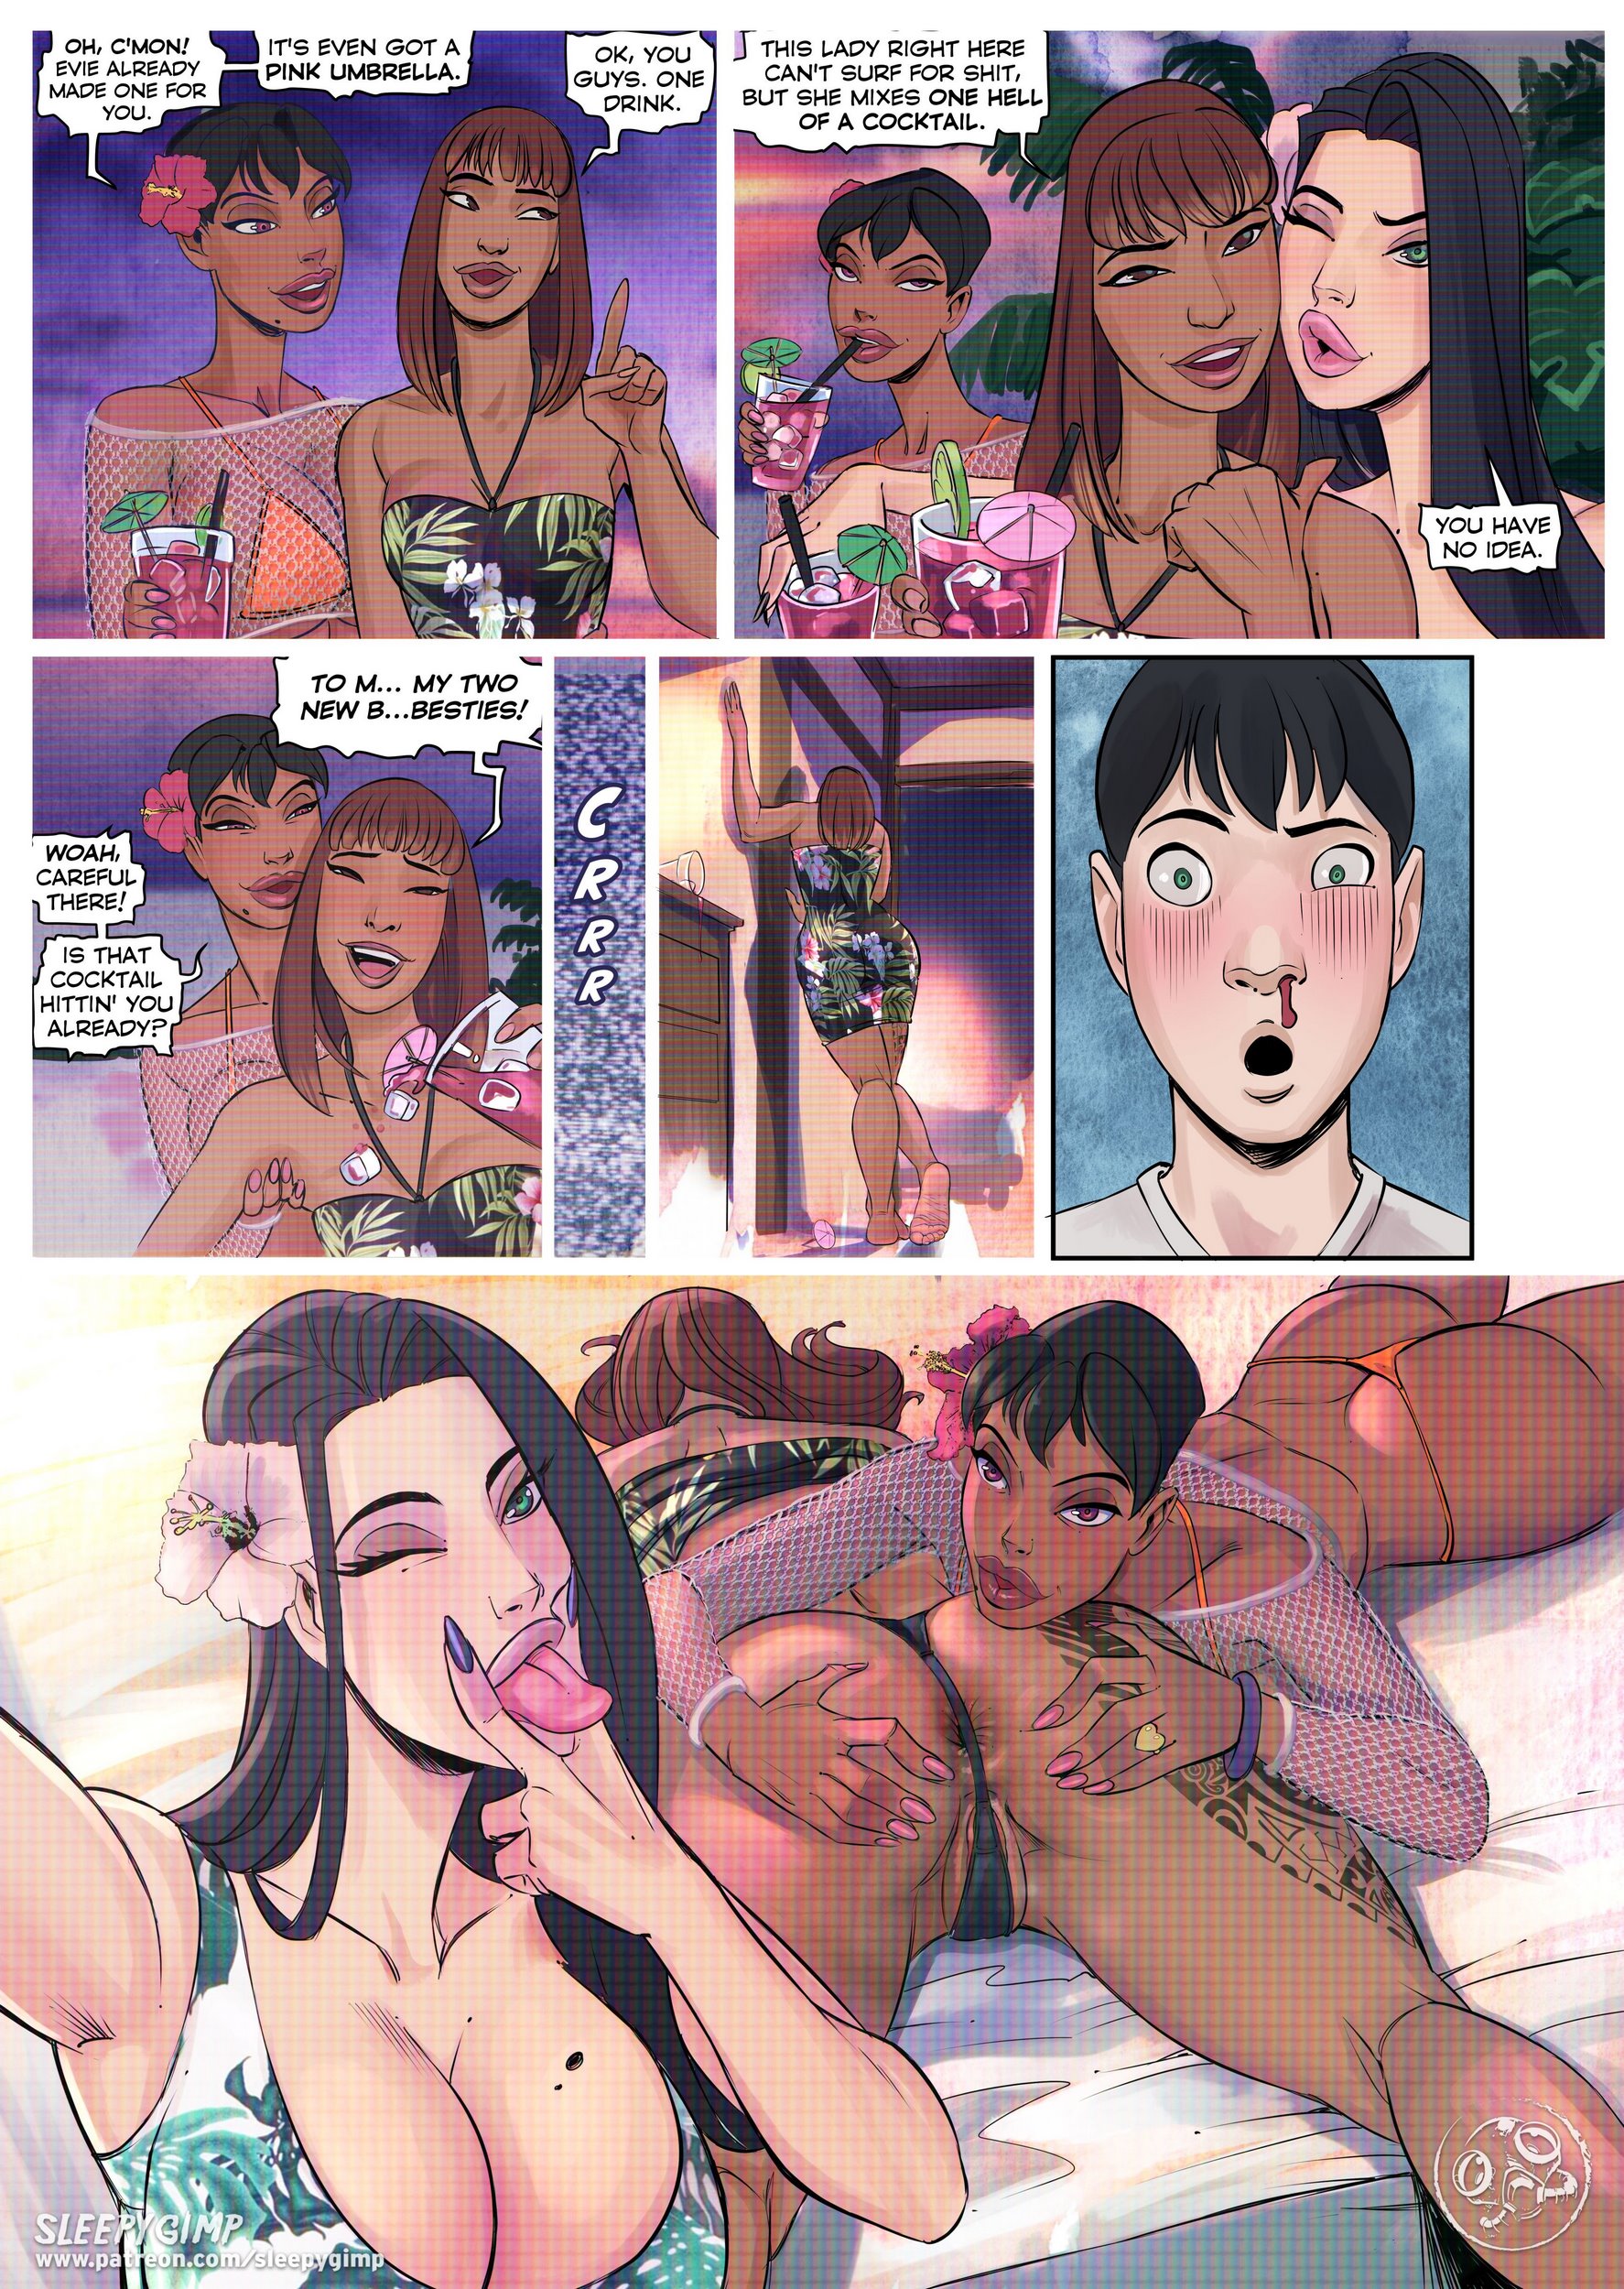 OH, C'MON!
EVIE ALREADY
MADE ONE FOR
YOU.
IT'S EVEN GOT A
PINK UMBRELLA.
OK, YOU
GUYS. ONE
DRINK.
THIS LADY RIGHT HERE
CAN'T SURF FOR SHIT,
BUT SHE MIXES ONE HELL
OF A COCKTAIL.
YOU HAVE
NO IDEA.
TO M... MY TWO
NEW B...BESTIES!
WOAH,
CAREFUL
THERE!
IS THAT
COCKTAIL
HITTIN' YOU
ALREADY?
CRRR
SLEEPYGIMP
www.patreon.com/sleepygimp